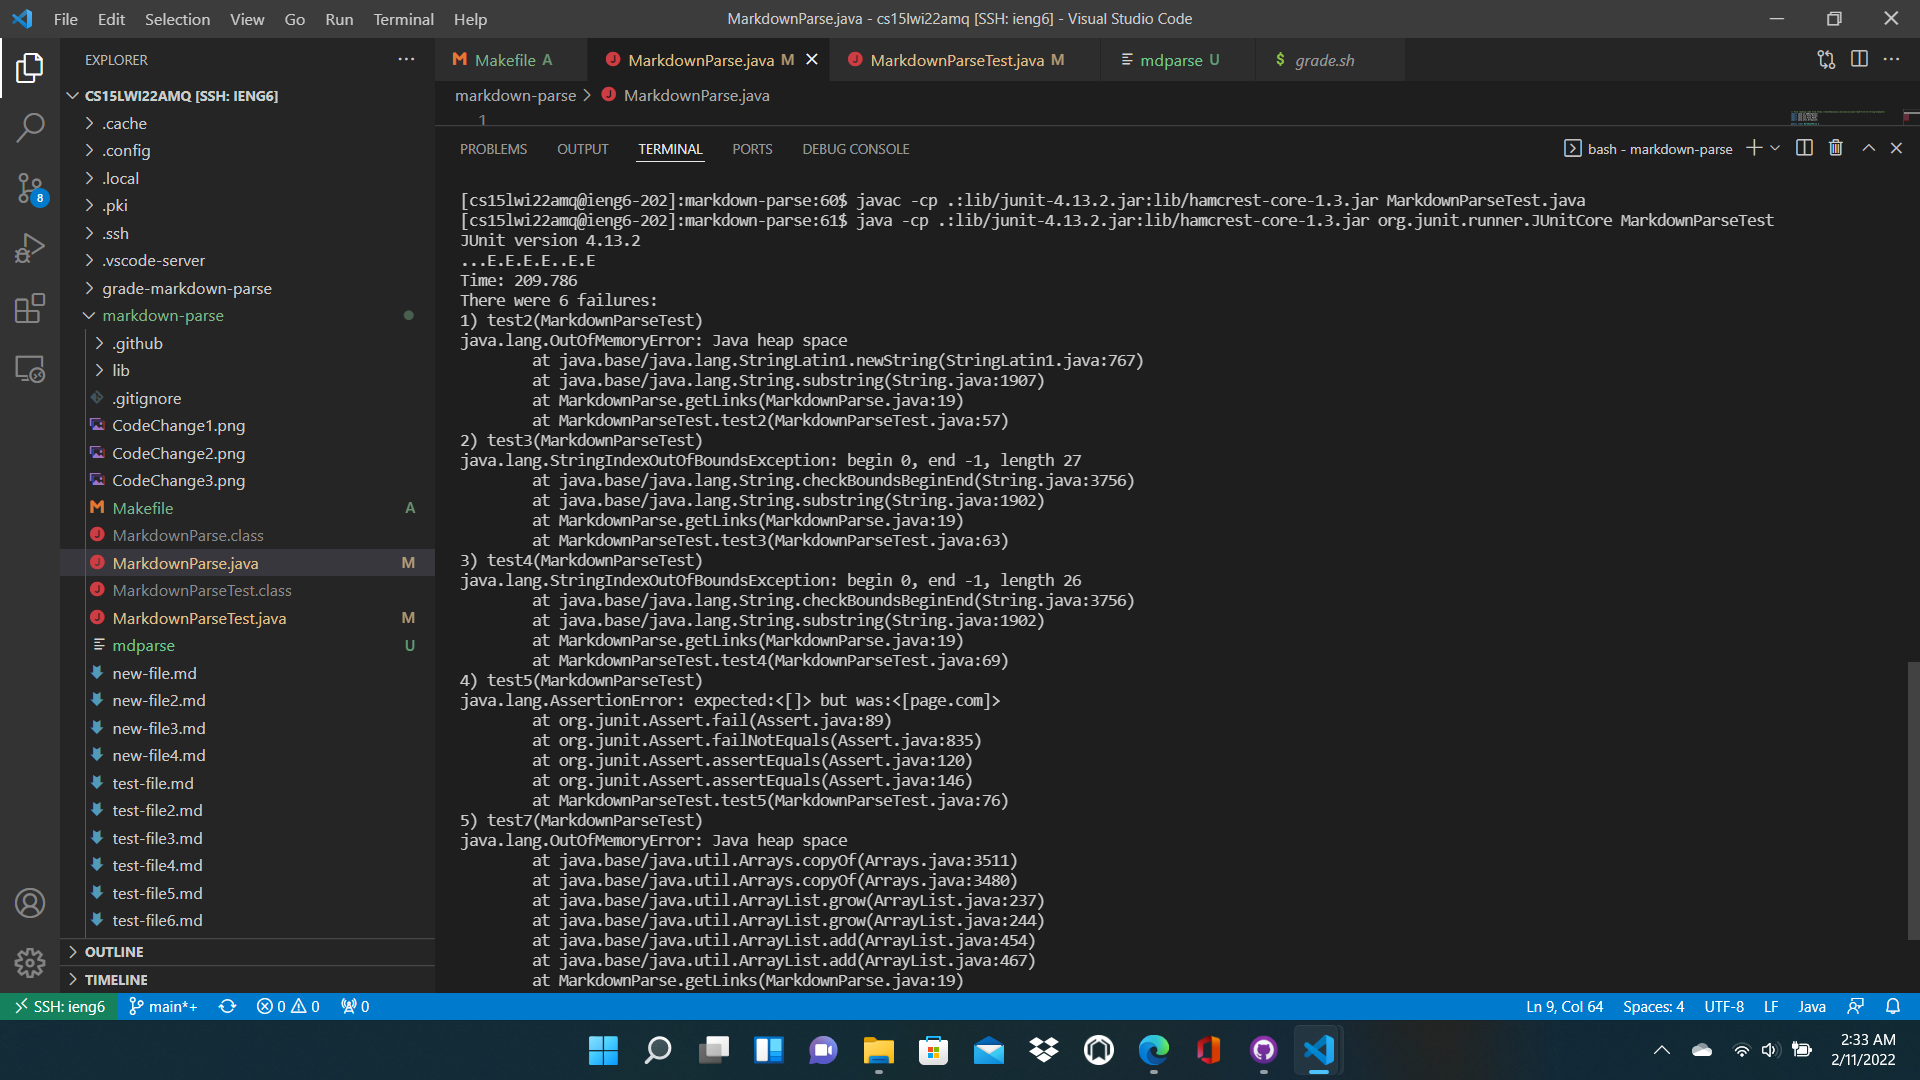 File Edit Selection View Go Run Terminal Help
MarkdownParse.java - cs15lwi22amq [SSH: ieng6] - Visual Studio Code
EXPLORER
Makefile A
MarkdownParse.java M
MarkdownParseTest.java M
mdparse U
$ grade.sh
CS15LWI22AMQ [SSH: IENG6]
.cache
.config
.local
.pki
.ssh
.vscode-server
grade-markdown-parse
markdown-parse
.github
lib
.gitignore
CodeChange1.png
CodeChange2.png
CodeChange3.png
Makefile A
MarkdownParse.class
MarkdownParse.java M
MarkdownParseTest.class
MarkdownParseTest.java M
mdparse U
new-file.md
new-file2.md
new-file3.md
new-file4.md
test-file.md
test-file2.md
test-file3.md
test-file4.md
test-file5.md
test-file6.md
OUTLINE
TIMELINE
8
markdown-parse > MarkdownParse.java
1
PROBLEMS OUTPUT TERMINAL PORTS DEBUG CONSOLE
bash - markdown-parse
[cs15lwi22amq@ieng6-202]:markdown-parse:60$ javac -cp .:lib/junit-4.13.2.jar:lib/hamcrest-core-1.3.jar MarkdownParseTest.java
[cs15lwi22amq@ieng6-202]:markdown-parse:61$ java -cp .:lib/junit-4.13.2.jar:lib/hamcrest-core-1.3.jar org.junit.runner.JUnitCore MarkdownParseTest
JUnit version 4.13.2
...E.E.E.E..E.E
Time: 209.786
There were 6 failures:
1) test2(MarkdownParseTest)
java.lang.OutOfMemoryError: Java heap space
at java.base/java.lang.StringLatin1.newString(StringLatin1.java:767)
at java.base/java.lang.String.substring(String.java:1907)
at MarkdownParse.getLinks(MarkdownParse.java:19)
at MarkdownParseTest.test2(MarkdownParseTest.java:57)
2) test3(MarkdownParseTest)
java.lang.StringIndexOutOfBoundsException: begin 0, end -1, length 27
at java.base/java.lang.String.checkBoundsBeginEnd(String.java:3756)
at java.base/java.lang.String.substring(String.java:1902)
at MarkdownParse.getLinks(MarkdownParse.java:19)
at MarkdownParseTest.test3(MarkdownParseTest.java:63)
3) test4(MarkdownParseTest)
java.lang.StringIndexOutOfBoundsException: begin 0, end -1, length 26
at java.base/java.lang.String.checkBoundsBeginEnd(String.java:3756)
at java.base/java.lang.String.substring(String.java:1902)
at MarkdownParse.getLinks(MarkdownParse.java:19)
at MarkdownParseTest.test4(MarkdownParseTest.java:69)
4) test5(MarkdownParseTest)
java.lang.AssertionError: expected:<[]> but was:<[page.com]>
at org.junit.Assert.fail(Assert.java:89)
at org.junit.Assert.failNotEquals(Assert.java:835)
at org.junit.Assert.assertEquals(Assert.java:120)
at org.junit.Assert.assertEquals(Assert.java:146)
at MarkdownParseTest.test5(MarkdownParseTest.java:76)
5) test7(MarkdownParseTest)
java.lang.OutOfMemoryError: Java heap space
at java.base/java.util.Arrays.copyOf(Arrays.java:3511)
at java.base/java.util.Arrays.copyOf(Arrays.java:3480)
at java.base/java.util.ArrayList.grow(ArrayList.java:237)
at java.base/java.util.ArrayList.grow(ArrayList.java:244)
at java.base/java.util.ArrayList.add(ArrayList.java:454)
at java.base/java.util.ArrayList.add(ArrayList.java:467)
at MarkdownParse.getLinks(MarkdownParse.java:19)
SSH: ieng6 main*+ 0 0 0 Ln 9, Col 64 Spaces: 4 UTF-8 LF Java
2:33 AM
2/11/2022